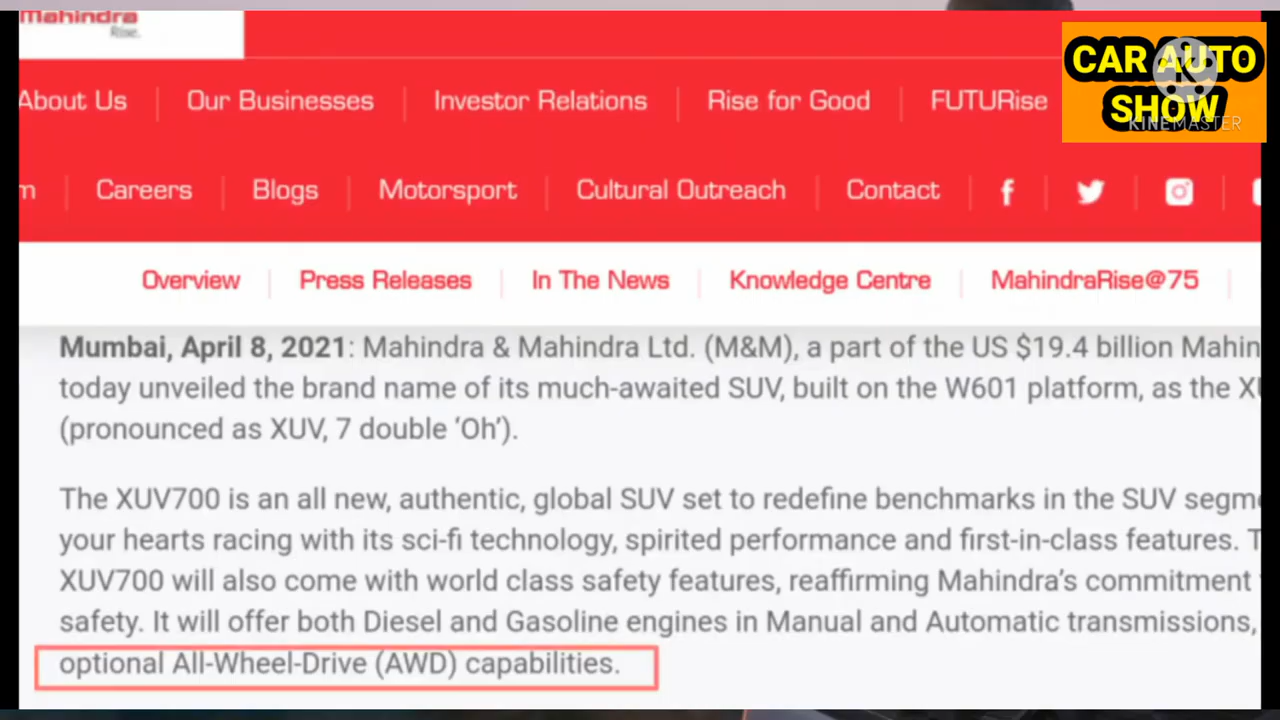 Mahindra
Rise.
CAR AUTO
SHOW
KINEMASTER
About Us
Our Businesses
Investor Relations
Rise for Good
FUTURise
Careers
Blogs
Motorsport
Cultural Outreach
Contact
Overview
Press Releases
In The News
Knowledge Centre
MahindraRise@75
Mumbai, April 8, 2021: Mahindra & Mahindra Ltd. (M&M), a part of the US $19.4 billion Mahin
today unveiled the brand name of its much-awaited SUV, built on the W601 platform, as the XU
(pronounced as XUV, 7 double ‘Oh’).
The XUV700 is an all new, authentic, global SUV set to redefine benchmarks in the SUV segme
your hearts racing with its sci-fi technology, spirited performance and first-in-class features. T
XUV700 will also come with world class safety features, reaffirming Mahindra’s commitment
safety. It will offer both Diesel and Gasoline engines in Manual and Automatic transmissions,
optional All-Wheel-Drive (AWD) capabilities.